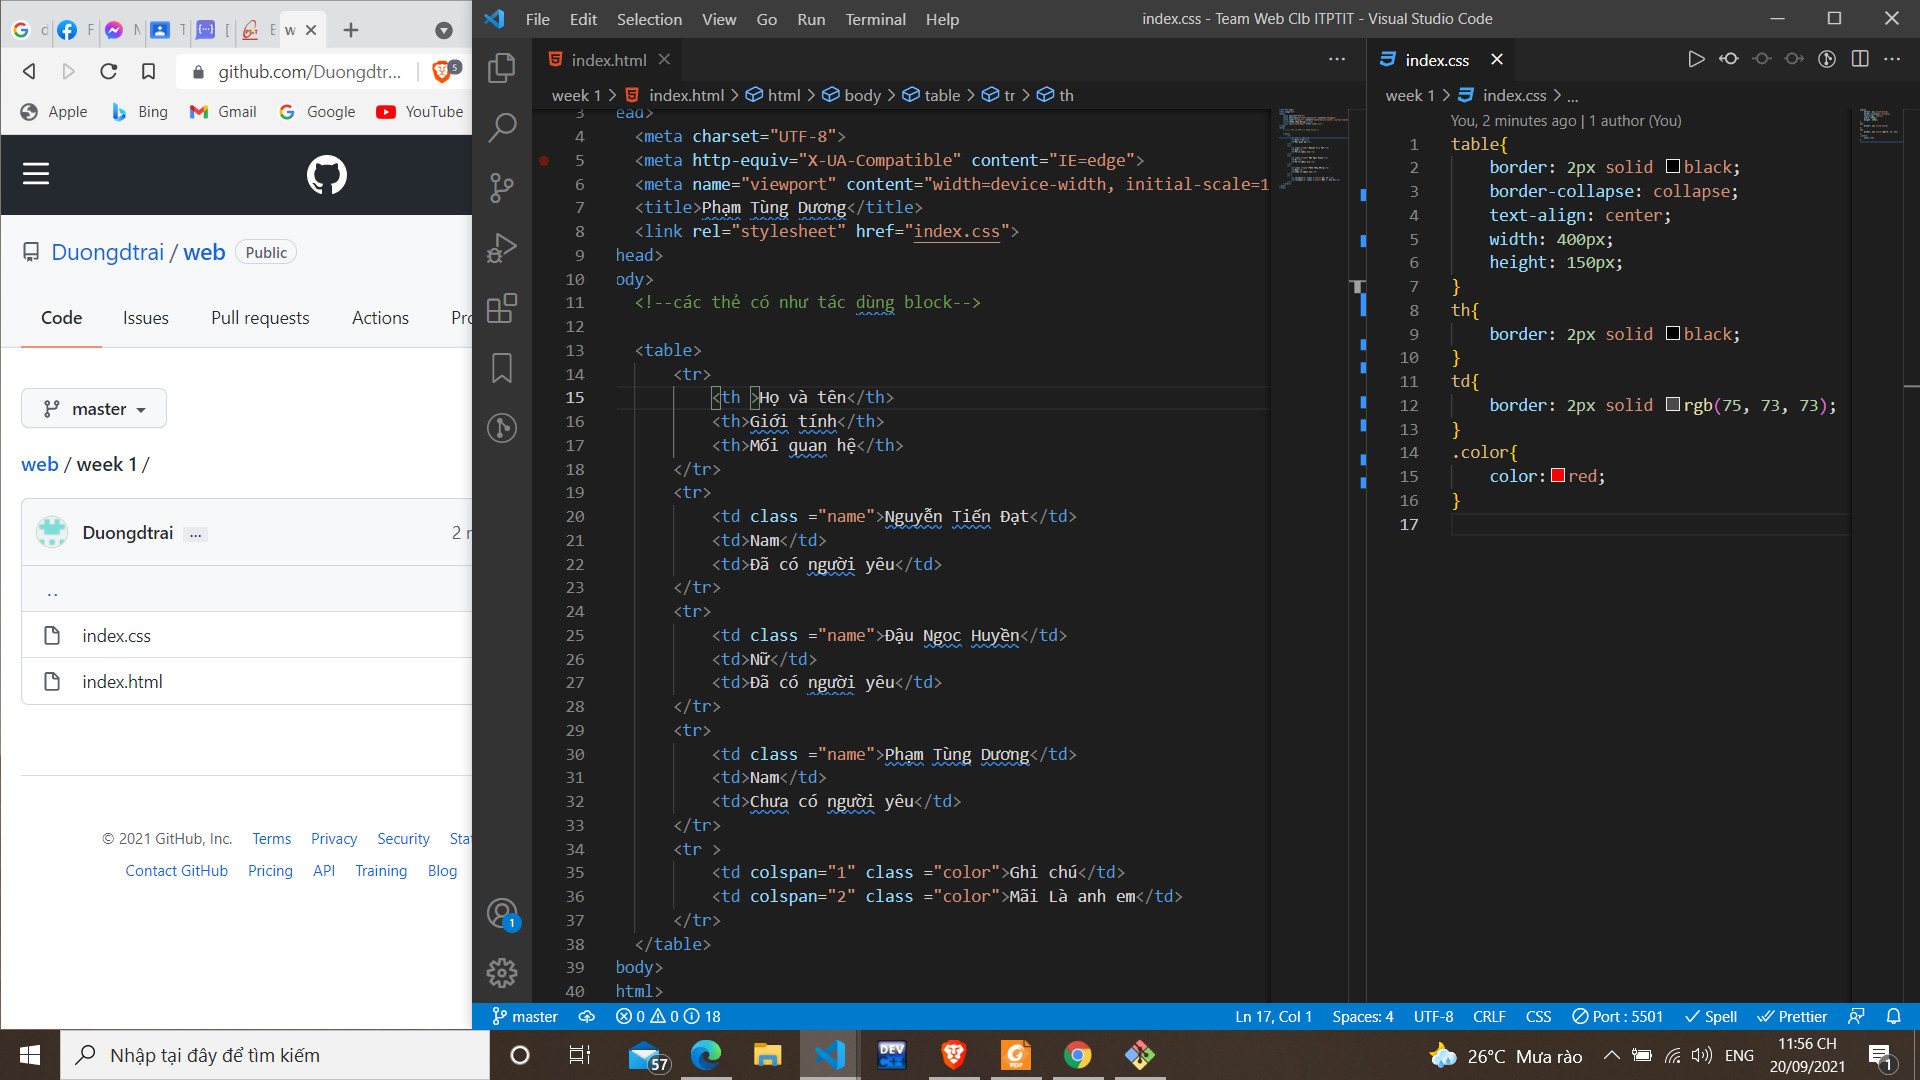 github.com/Duongdtr...
5
Apple
Bing
Gmail
Google
YouTube
Duongdtrai / web
Public
Code
Issues
Pull requests
Actions
master
web / week 1 /
Duongdtrai
...
..
index.css
index.html
© 2021 GitHub, Inc.
Terms
Privacy
Security
Contact GitHub
Pricing
API
Training
Blog
File
Edit
Selection
View
Go
Run
Terminal
Help
index.css - Team Web Clb ITPTIT - Visual Studio Code
index.html
week 1 > index.html > html > body > table > tr > th
3 ead>
4 <meta charset="UTF-8">
5 <meta http-equiv="X-UA-Compatible" content="IE=edge">
6 <meta name="viewport" content="width=device-width, initial-scale=1
7 <title>Phạm Tùng Dương</title>
8 <link rel="stylesheet" href="index.css">
9 head>
10 ody>
11 <!--các thẻ có như tác dùng block-->
12
13 <table>
14 <tr>
15 <th >Họ và tên</th>
16 <th>Giới tính</th>
17 <th>Mối quan hệ</th>
18 </tr>
19 <tr>
20 <td class ="name">Nguyễn Tiến Đạt</td>
21 <td>Nam</td>
22 <td>Đã có người yêu</td>
23 </tr>
24 <tr>
25 <td class ="name">Đậu Ngoc Huyền</td>
26 <td>Nữ</td>
27 <td>Đã có người yêu</td>
28 </tr>
29 <tr>
30 <td class ="name">Phạm Tùng Dương</td>
31 <td>Nam</td>
32 <td>Chưa có người yêu</td>
33 </tr>
34 <tr >
35 <td colspan="1" class ="color">Ghi chú</td>
36 <td colspan="2" class ="color">Mãi Là anh em</td>
37 </tr>
38 </table>
39 body>
40 html>
index.css
week 1 > index.css > ...
You, 2 minutes ago | 1 author (You)
1 table{
2 border: 2px solid black;
3 border-collapse: collapse;
4 text-align: center;
5 width: 400px;
6 height: 150px;
7 }
8 th{
9 border: 2px solid black;
10 }
11 td{
12 border: 2px solid rgb(75, 73, 73);
13 }
14 .color{
15 color: red;
16 }
17
1
master
0
0
18
Ln 17, Col 1
Spaces: 4
UTF-8
CRLF
CSS
Port : 5501
Spell
Prettier
Nhập tại đây để tìm kiếm
57
DEV C++
PDF
26°C Mưa rào
ENG
11:56 CH
20/09/2021
1